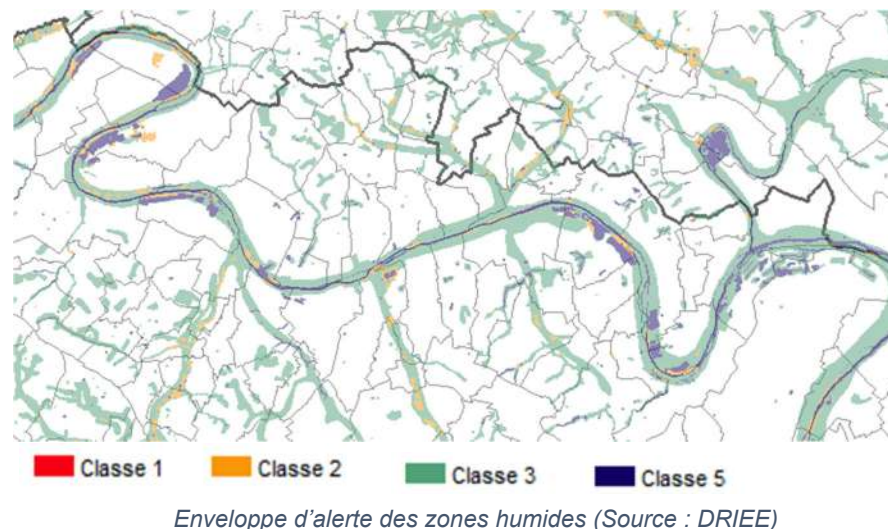 Classe 1 Classe 2 Classe 3 Classe 5
Enveloppe d'alerte des zones humides (Source : DRIEE)